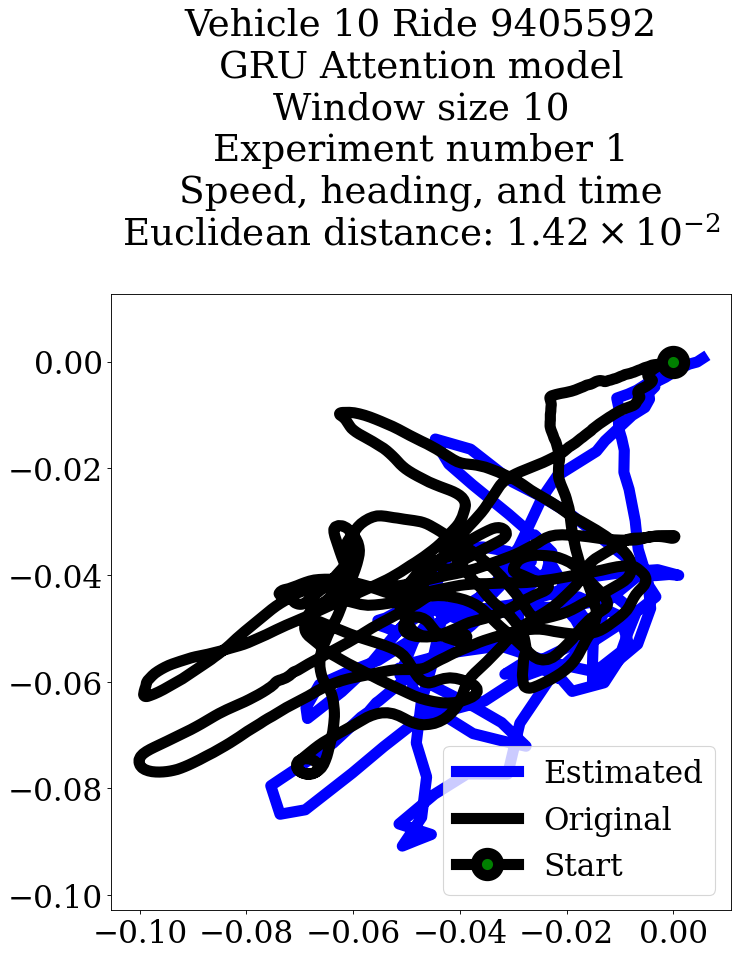 Vehicle 10 Ride 9405592
GRU Attention model
Window size 10
Experiment number 1
Speed, heading, and time
Euclidean distance: 1.42 × 10⁻²
0.00
−0.02
−0.04
−0.06
−0.08
−0.10
Estimated
Original
Start
−0.10 −0.08 −0.06 −0.04 −0.02 0.00